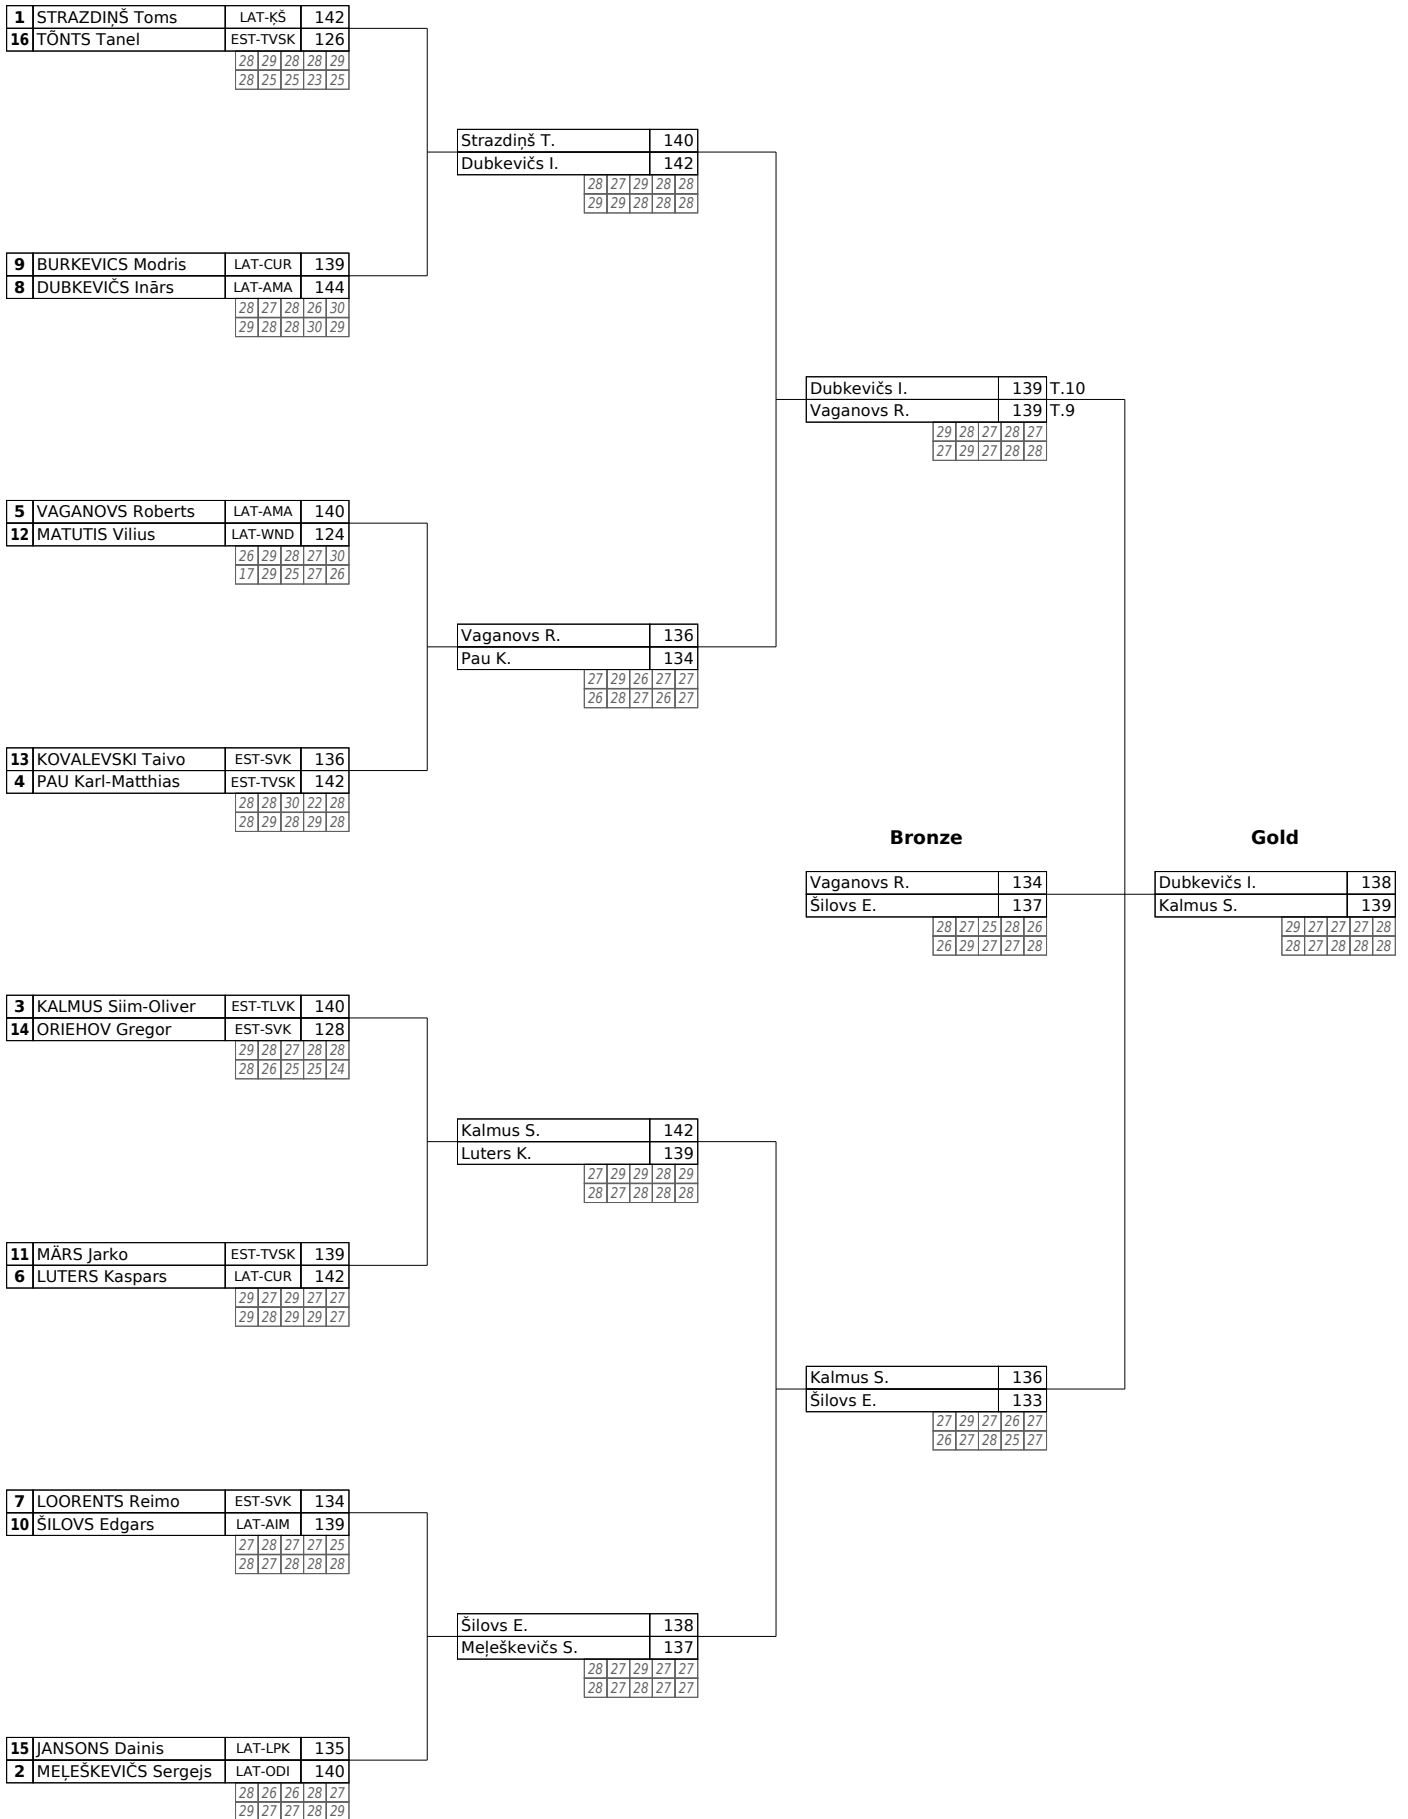 1 STRAZDIŅŠ Toms LAT-ĶŠ 142
16 TÕNTS Tanel EST-TVSK 126
28 29 28 28 29
28 25 25 23 25
Strazdiņš T. 140
Dubkevičs I. 142
28 27 29 28 28
29 29 28 28 28
9 BURKEVICS Modris LAT-CUR 139
8 DUBKEVIČS Inārs LAT-AMA 144
28 27 28 26 30
29 28 28 30 29
Dubkevičs I. 139 T.10
Vaganovs R. 139 T.9
29 28 27 28 27
27 29 27 28 28
5 VAGANOVS Roberts LAT-AMA 140
12 MATUTIS Vilius LAT-WND 124
26 29 28 27 30
17 29 25 27 26
Vaganovs R. 136
Pau K. 134
27 29 26 27 27
26 28 27 26 27
13 KOVALEVSKI Taivo EST-SVK 136
4 PAU Karl-Matthias EST-TVSK 142
28 28 30 22 28
28 29 28 29 28
Bronze Gold
Vaganovs R. 134 Dubkevičs I. 138
Šilovs E. 137 Kalmus S. 139
28 27 25 28 26 29 27 27 27 28
26 29 27 27 28 28 27 28 28 28
3 KALMUS Siim-Oliver EST-TLVK 140
14 ORIEHOV Gregor EST-SVK 128
29 28 27 28 28
28 26 25 25 24
Kalmus S. 142
Luters K. 139
27 29 29 28 29
28 27 28 28 28
11 MÄRS Jarko EST-TVSK 139
6 LUTERS Kaspars LAT-CUR 142
29 27 29 27 27
29 28 29 29 27
Kalmus S. 136
Šilovs E. 133
27 29 27 26 27
26 27 28 25 27
7 LOORENTS Reimo EST-SVK 134
10 ŠILOVS Edgars LAT-AIM 139
27 28 27 27 25
28 27 28 28 28
Šilovs E. 138
Meļeškevičs S. 137
28 27 29 27 27
28 27 28 27 27
15 JANSONS Dainis LAT-LPK 135
2 MEĻEŠKEVIČS Sergejs LAT-ODI 140
28 26 26 28 27
29 27 27 28 29